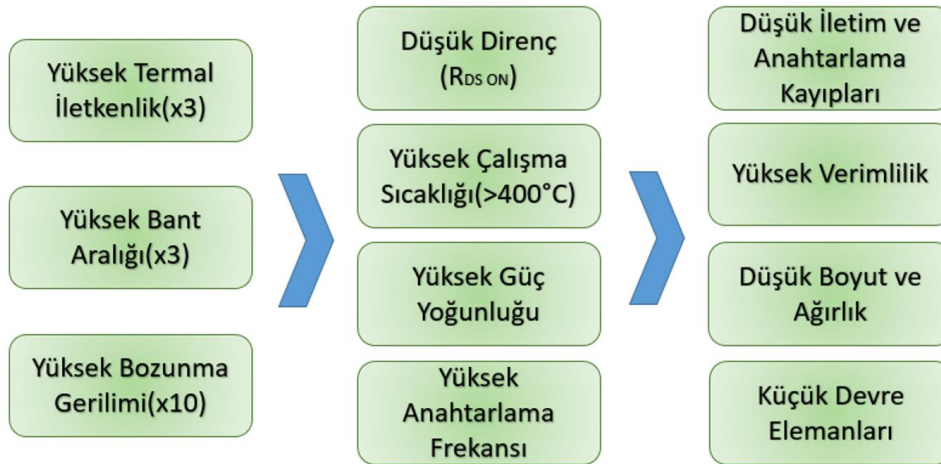 Yüksek Termal
İletkenlik(x3)
Yüksek Bant
Aralığı(x3)
Yüksek Bozunma
Gerilimi(x10)
Düşük Direnç
(RDS ON)
Yüksek Çalışma
Sıcaklığı(>400°C)
Yüksek Güç
Yoğunluğu
Yüksek
Anahtarlama
Frekansı
Düşük İletim ve
Anahtarlama
Kayıpları
Yüksek Verimlilik
Düşük Boyut ve
Ağırlık
Küçük Devre
Elemanları